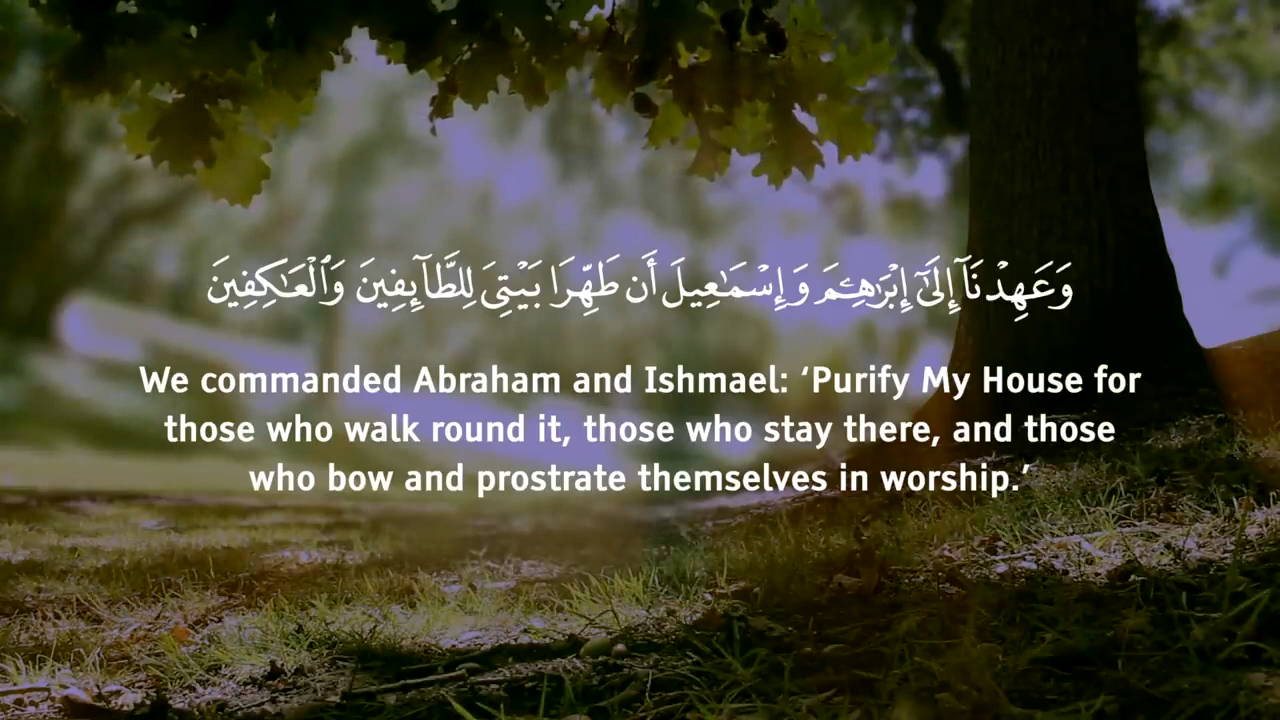 وَعَهِدْنَآ إِلَىٰٓ إِبْرَٰهِـۧمَ وَإِسْمَـٰعِيلَ أَن طَهِّرَا بَيْتِىَ لِلطَّآئِفِينَ وَٱلْعَـٰكِفِينَ
We commanded Abraham and Ishmael: ‘Purify My House for
those who walk round it, those who stay there, and those
who bow and prostrate themselves in worship.’